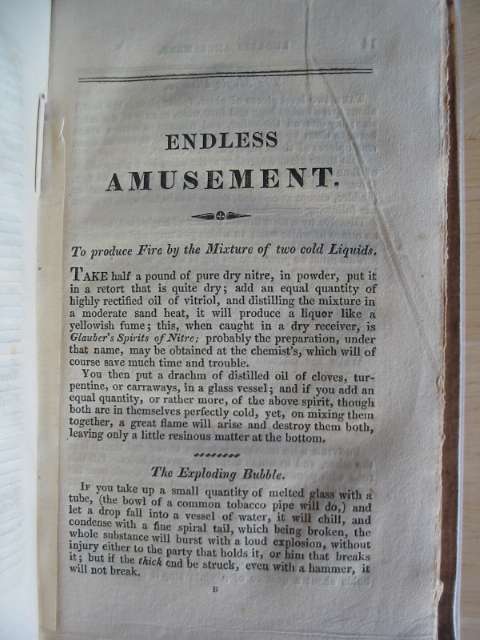 ENDLESS
AMUSEMENT.
To produce Fire by the Mixture of two cold Liquids.
TAKE half a pound of pure dry nitre, in powder, put it
in a retort that is quite dry; add an equal quantity of
highly rectified oil of vitriol, and distilling the mixture in
a moderate sand heat, it will produce a liquor like a
yellowish fume; this, when caught in a dry receiver, is
Glauber's Spirits of Nitre; probably the preparation, under
that name, may be obtained at the chemist's, which will of
course save much time and trouble.
You then put a drachm of distilled oil of cloves, tur-
pentine, or carraways, in a glass vessel; and if you add an
equal quantity, or rather more, of the above spirit, though
both are in themselves perfectly cold, yet, on mixing them
together, a great flame will arise and destroy them both,
leaving only a little resinous matter at the bottom.
The Exploding Bubble.
IF you take up a small quantity of melted glass with a
tube, (the bowl of a common tobacco pipe will do,) and
let a drop fall into a vessel of water, it will chill, and
condense with a fine spiral tail, which being broken, the
whole substance will burst with a loud explosion, without
injury either to the party that holds it, or him that breaks
it; but if the thick end be struck, even with a hammer, it
will not break.
B